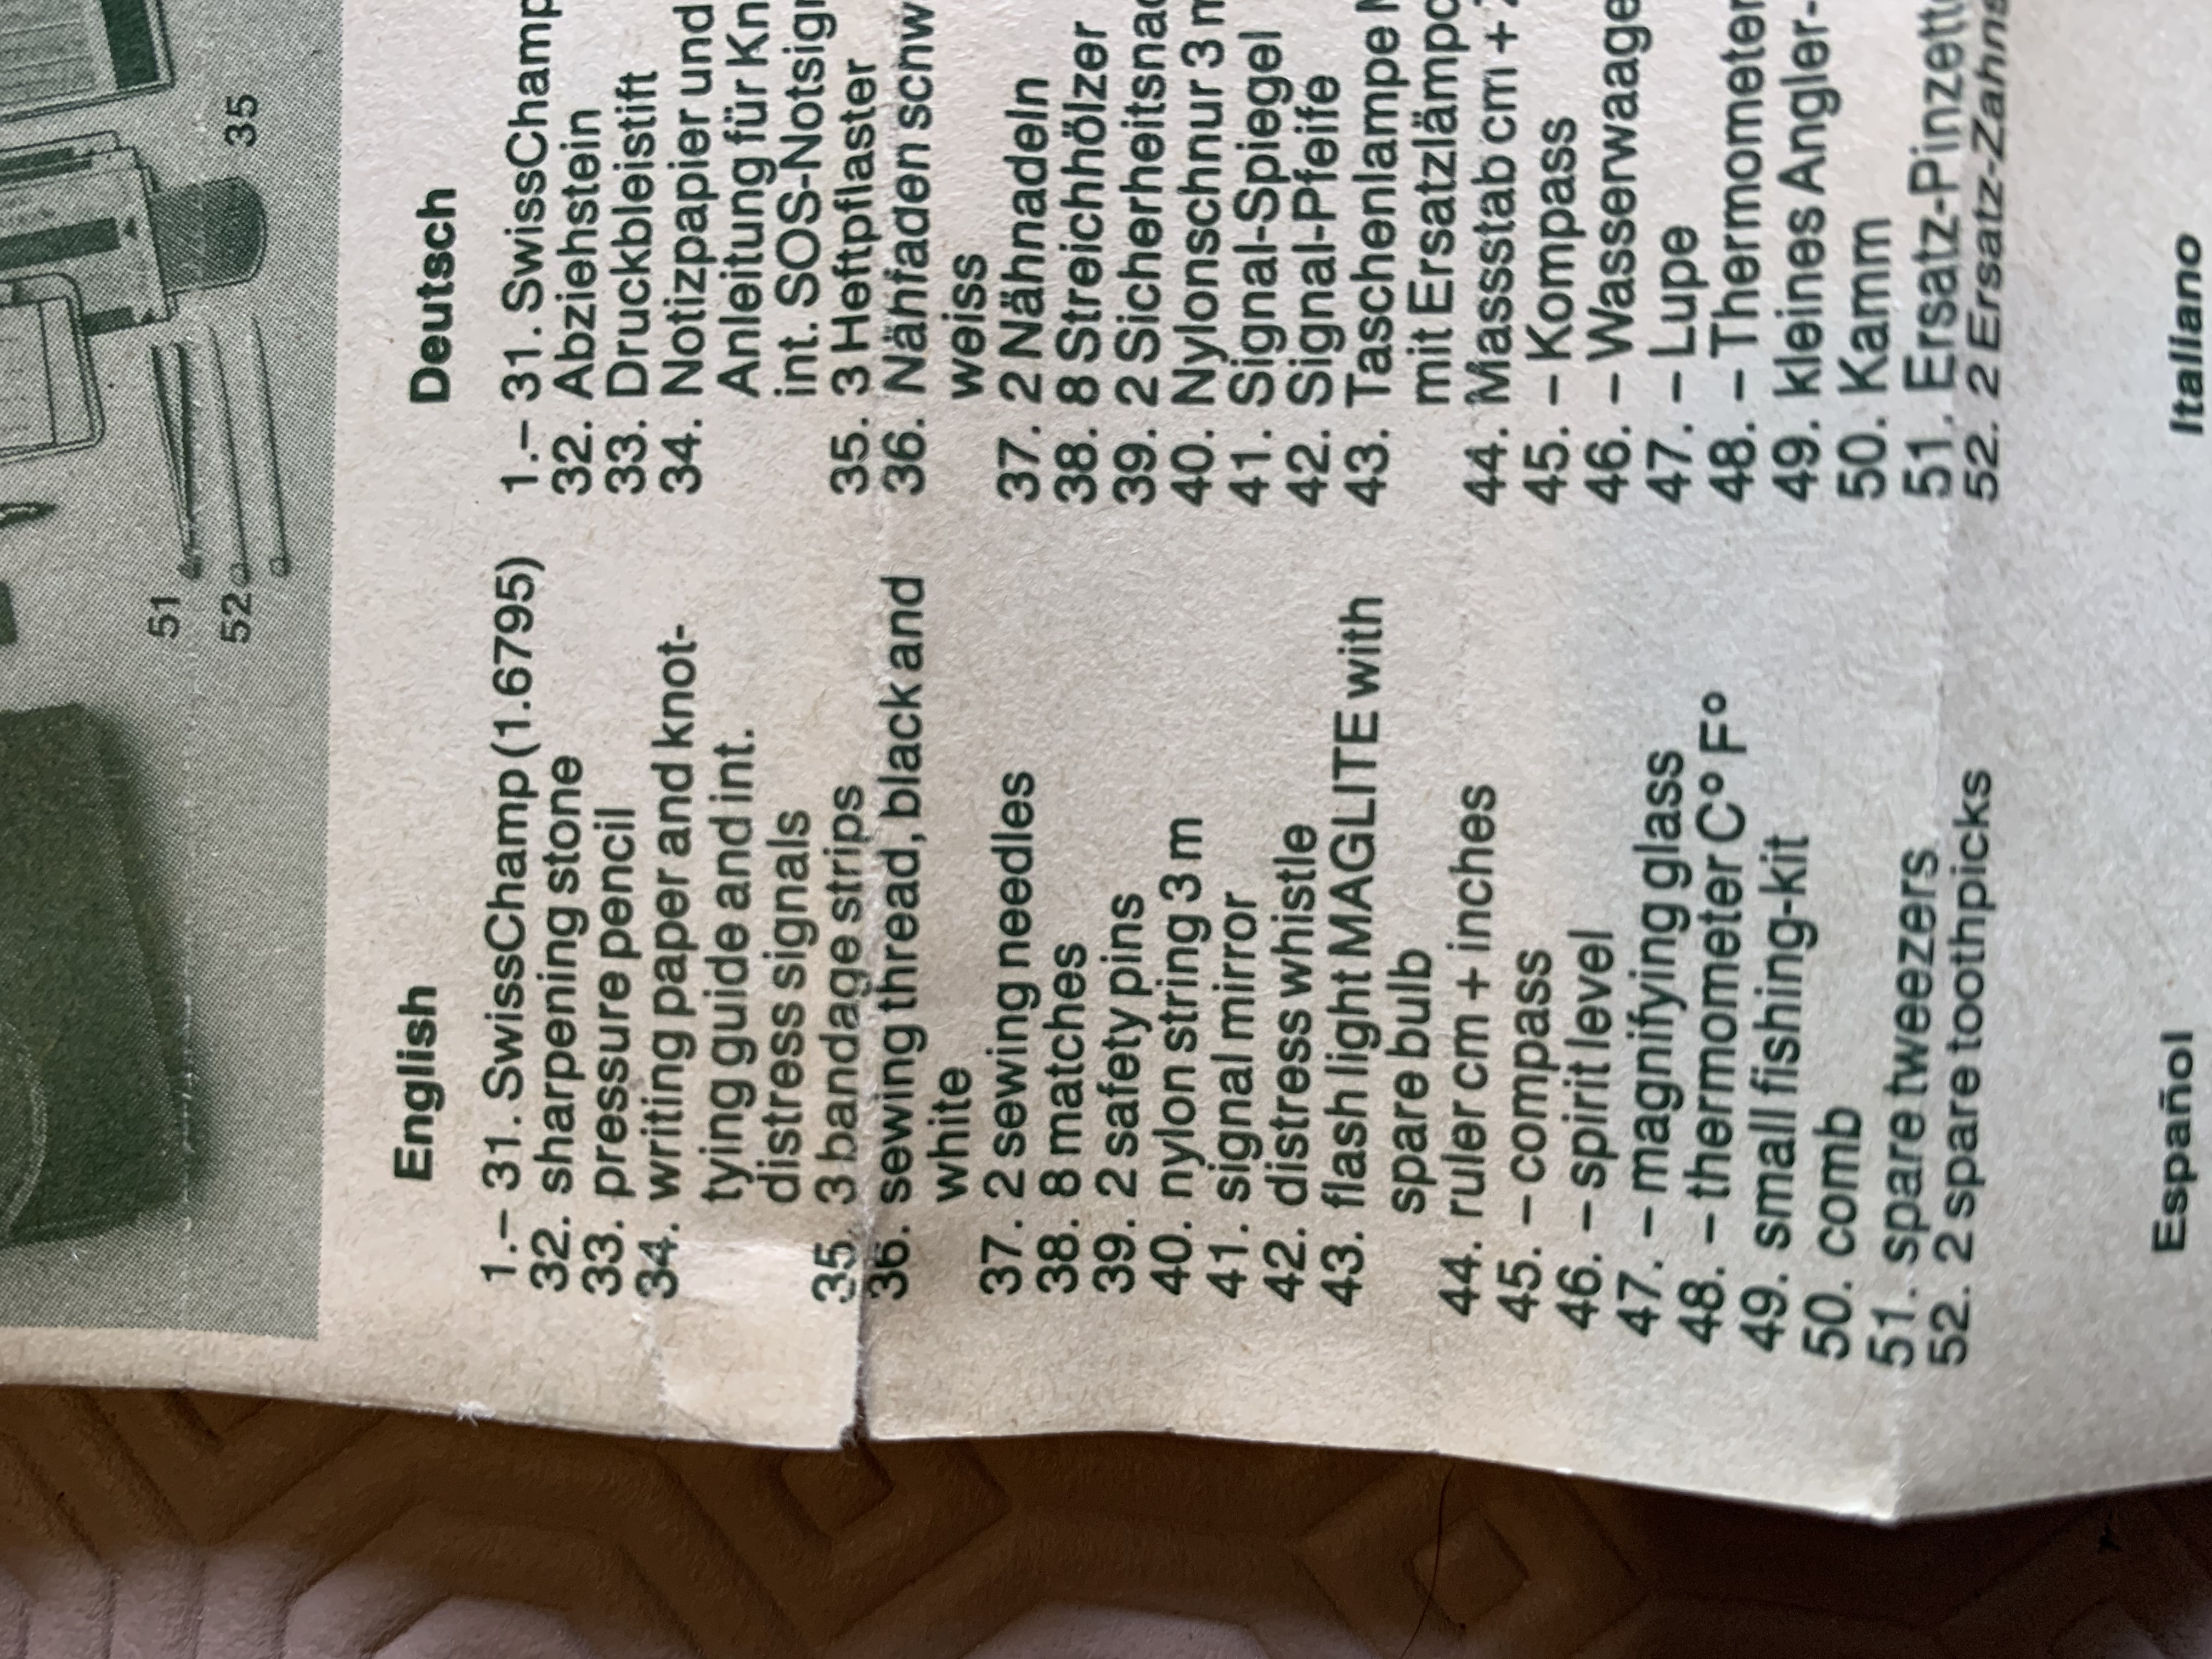 35
51
52
English
1.– 31. SwissChamp (1.6795)
32. sharpening stone
33. pressure pencil
34. writing paper and knot-
tying guide and int.
distress signals
35. 3 bandage strips
36. sewing thread, black and
white
37. 2 sewing needles
38. 8 matches
39. 2 safety pins
40. nylon string 3 m
41. signal mirror
42. distress whistle
43. flash light MAGLITE with
spare bulb
44. ruler cm + inches
45. – compass
46. – spirit level
47. – magnifying glass
48. – thermometer C° F°
49. small fishing-kit
50. comb
51. spare tweezers
52. 2 spare toothpicks
Deutsch
1.– 31. SwissChamp
32. Abziehstein
33. Druckbleistift
34. Notizpapier und
Anleitung für Kn
int. SOS-Notsign
35. 3 Heftpflaster
36. Nähfaden schw
weiss
37. 2 Nähnadeln
38. 8 Streichhölzer
39. 2 Sicherheitsnad
40. Nylonschnur 3 m
41. Signal-Spiegel
42. Signal-Pfeife
43. Taschenlampe M
mit Ersatzlämpc
44. Massstab cm +
45. – Kompass
46. – Wasserwaage
47. – Lupe
48. – Thermometer
49. kleines Angler-
50. Kamm
51. Ersatz-Pinzette
52. 2 Ersatz-Zahns
Español
Italiano